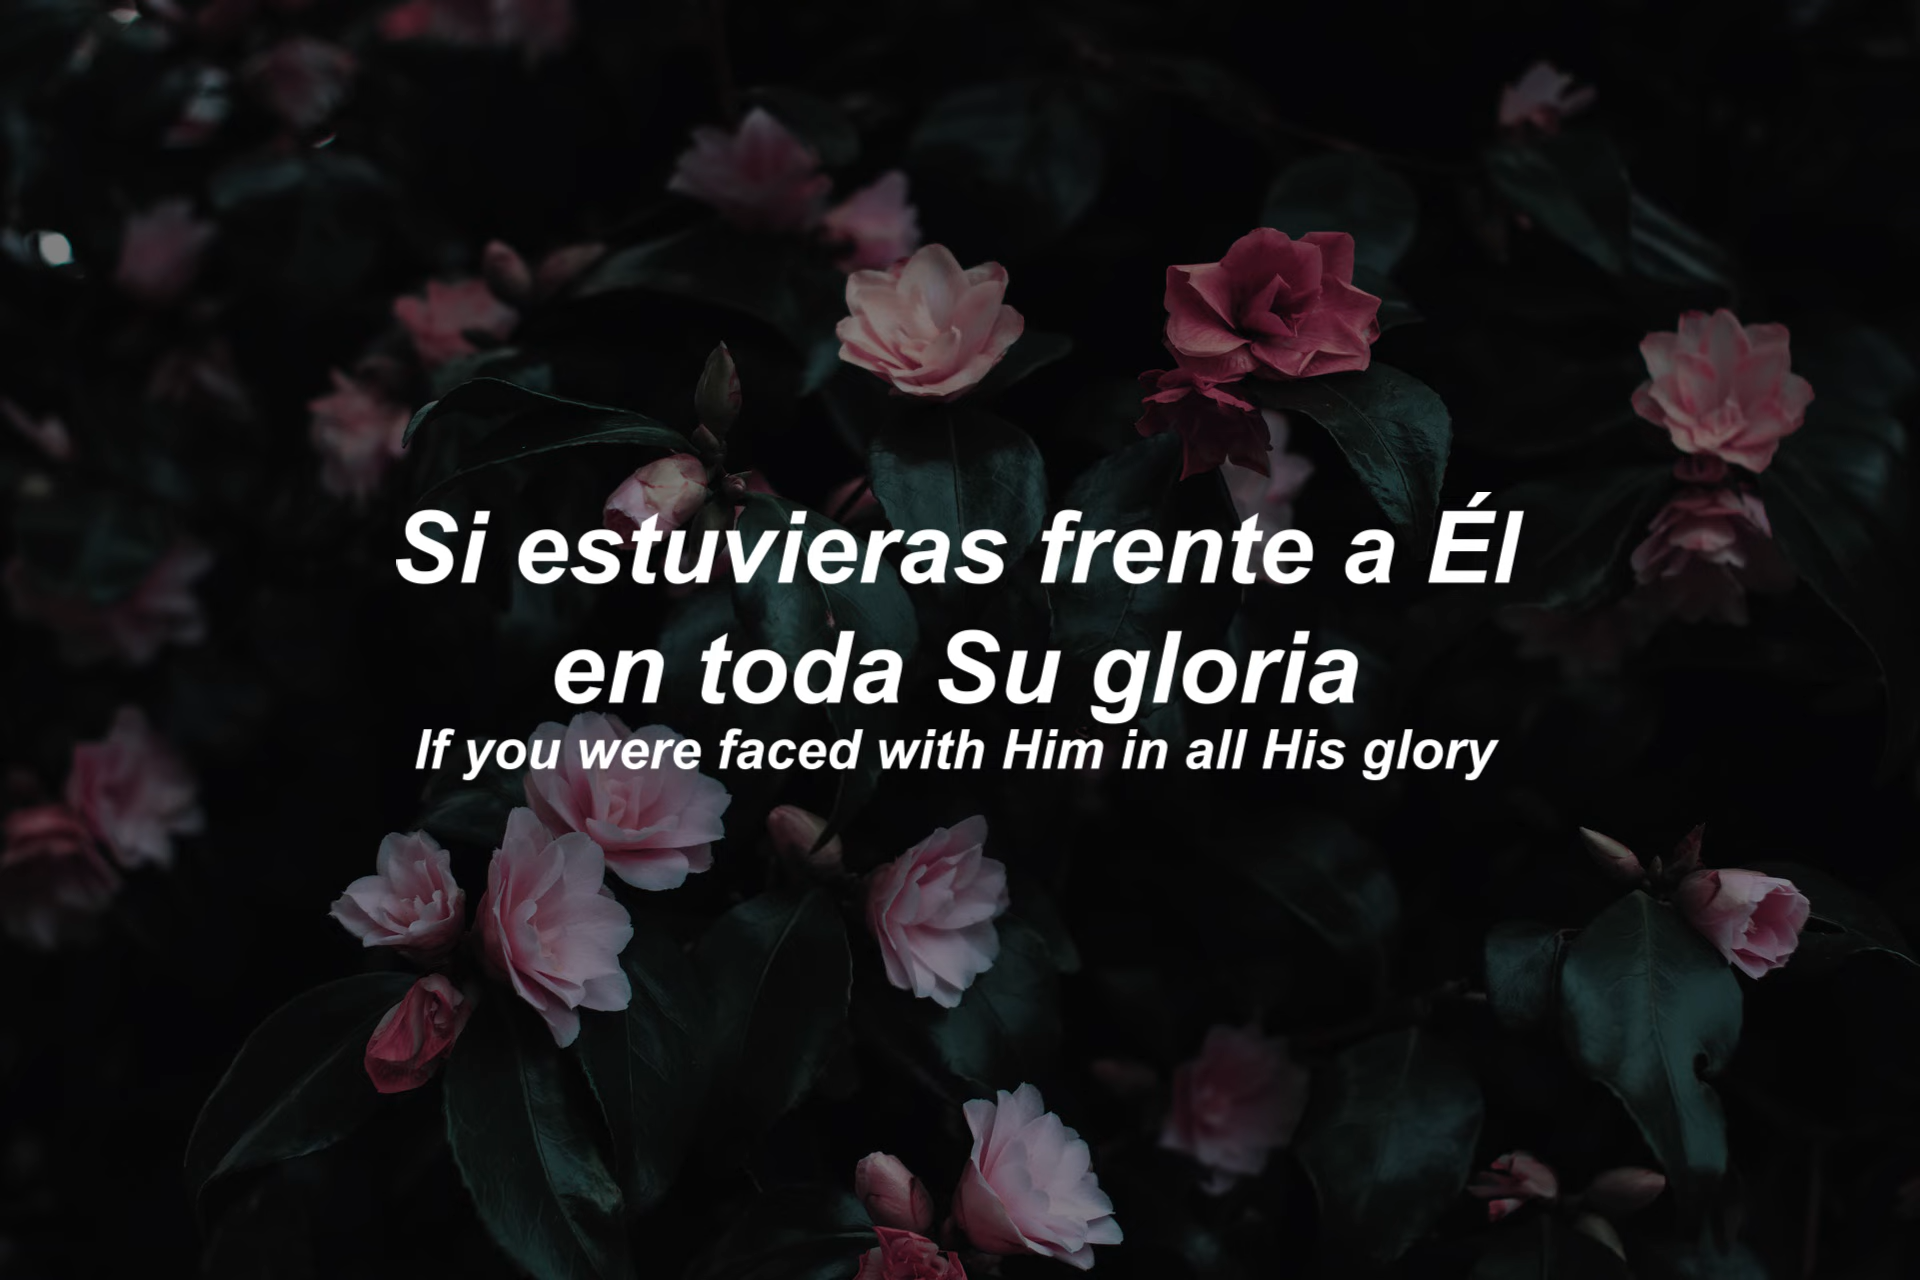 Si estuvieras frente a Él
en toda Su gloria
If you were faced with Him in all His glory